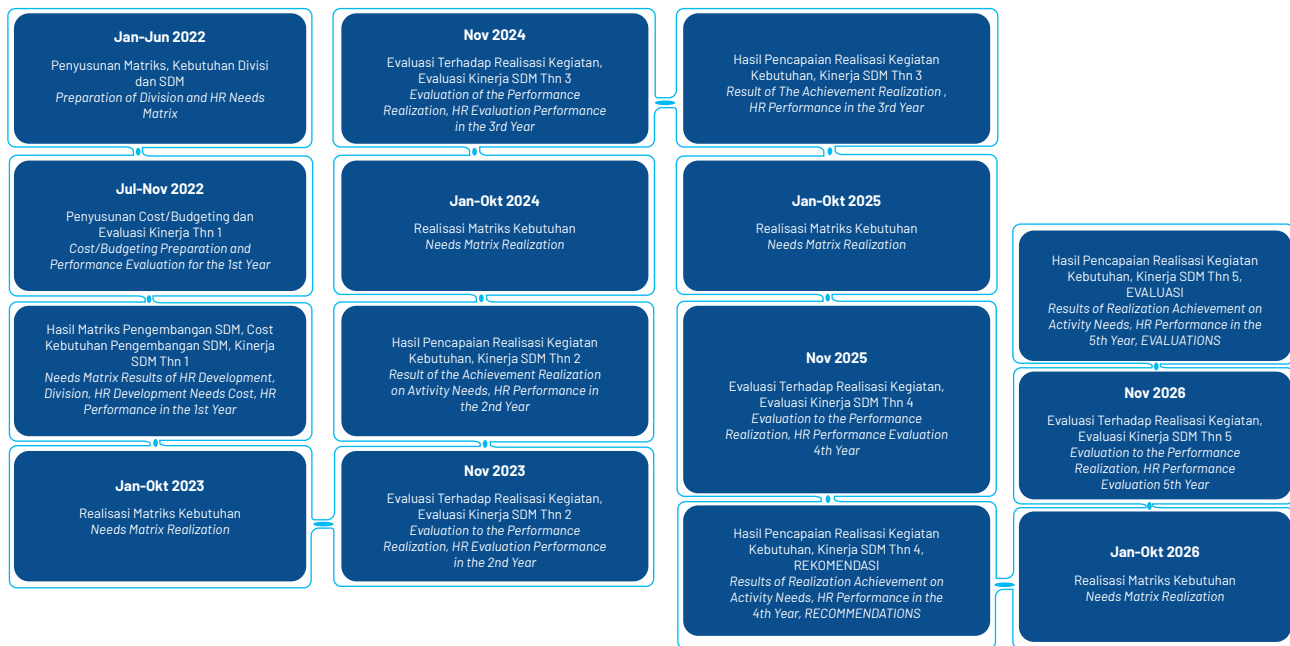 Jan-Jun 2022
Penyusunan Matriks, Kebutuhan Divisi
dan SDM
Preparation of Division and HR Needs
Matrix
Jul-Nov 2022
Penyusunan Cost/Budgeting dan
Evaluasi Kinerja Thn 1
Cost/Budgeting Preparation and
Performance Evaluation for the 1st Year
Hasil Matriks Pengembangan SDM, Cost
Kebutuhan Pengembangan SDM, Kinerja
SDM Thn 1
Needs Matrix Results of HR Development,
Division, HR Development Needs Cost, HR
Performance in the 1st Year
Jan-Okt 2023
Realisasi Matriks Kebutuhan
Needs Matrix Realization
Nov 2023
Evaluasi Terhadap Realisasi Kegiatan,
Evaluasi Kinerja SDM Thn 2
Evaluation to the Performance
Realization, HR Evaluation Performance
in the 2nd Year
Hasil Pencapaian Realisasi Kegiatan
Kebutuhan, Kinerja SDM Thn 2
Result of the Achievement Realization
on Avtivity Needs, HR Performance in
the 2nd Year
Jan-Okt 2024
Realisasi Matriks Kebutuhan
Needs Matrix Realization
Nov 2024
Evaluasi Terhadap Realisasi Kegiatan,
Evaluasi Kinerja SDM Thn 3
Evaluation of the Performance
Realization, HR Evaluation Performance
in the 3rd Year
Hasil Pencapaian Realisasi Kegiatan
Kebutuhan, Kinerja SDM Thn 3
Result of The Achievement Realization ,
HR Performance in the 3rd Year
Jan-Okt 2025
Realisasi Matriks Kebutuhan
Needs Matrix Realization
Nov 2025
Evaluasi Terhadap Realisasi Kegiatan,
Evaluasi Kinerja SDM Thn 4
Evaluation to the Performance
Realization, HR Performance Evaluation
4th Year
Hasil Pencapaian Realisasi Kegiatan
Kebutuhan, Kinerja SDM Thn 4,
REKOMENDASI
Results of Realization Achievement on
Activity Needs, HR Performance in the
4th Year, RECOMMENDATIONS
Jan-Okt 2026
Realisasi Matriks Kebutuhan
Needs Matrix Realization
Nov 2026
Evaluasi Terhadap Realisasi Kegiatan,
Evaluasi Kinerja SDM Thn 5
Evaluation to the Performance
Realization, HR Performance
Evaluation 5th Year
Hasil Pencapaian Realisasi Kegiatan
Kebutuhan, Kinerja SDM Thn 5,
EVALUASI
Results of Realization Achievement on
Activity Needs, HR Performance in the
5th Year, EVALUATIONS